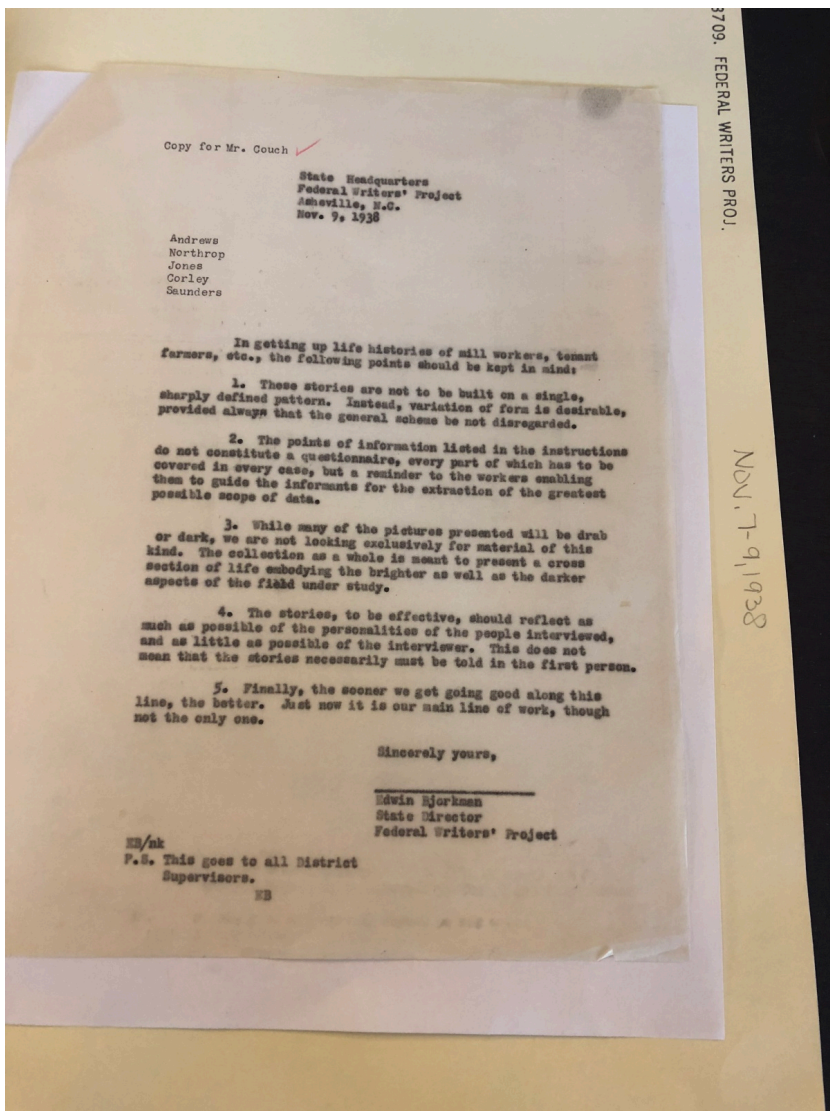 3709. FEDERAL WRITERS PROJ.
NOV. 7-9, 1938
Copy for Mr. Couch
State Headquarters
Federal Writers' Project
Asheville, N.C.
Nov. 9, 1938
Andrews
Northrop
Jones
Corley
Saunders
In getting up life histories of mill workers, tenant
farmers, etc., the following points should be kept in mind:
1. These stories are not to be built on a single,
sharply defined pattern. Instead, variation of form is desirable,
provided always that the general scheme be not disregarded.
2. The points of information listed in the instructions
do not constitute a questionnaire, every part of which has to be
covered in every case, but a reminder to the workers enabling
them to guide the informants for the extraction of the greatest
possible scope of data.
3. While many of the pictures presented will be drab
or dark, we are not looking exclusively for material of this
kind. The collection as a whole is meant to present a cross
section of life embodying the brighter as well as the darker
aspects of the field under study.
4. The stories, to be effective, should reflect as
much as possible of the personalities of the people interviewed,
and as little as possible of the interviewer. This does not
mean that the stories necessarily must be told in the first person.
5. Finally, the sooner we get going good along this
line, the better. Just now it is our main line of work, though
not the only one.
Sincerely yours,
Edwin Bjorkman
State Director
Federal Writers' Project
EB/nk
P.S. This goes to all District
Supervisors.
EB